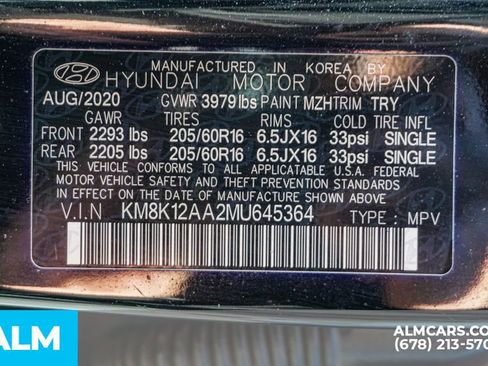 MANUFACTURED IN KOREA BY
HYUNDAI MOTOR COMPANY
AUG/2020 GVWR 3979 lbs PAINT MZH TRIM TRY
GAWR TIRES RIMS COLD TIRE INFL
FRONT 2293 lbs 205/60R16 6.5JX16 33psi SINGLE
REAR 2205 lbs 205/60R16 6.5JX16 33psi SINGLE
THIS VEHICLE CONFORMS TO ALL APPLICABLE U.S.A. FEDERAL
MOTOR VEHICLE SAFETY AND THEFT PREVENTION STANDARDS
IN EFFECT ON THE DATE OF MANUFACTURE SHOWN ABOVE.
V.I.N KM8K12AA2MU645364 TYPE : MPV
ALM
ALMCARS.COM
(678) 213-570